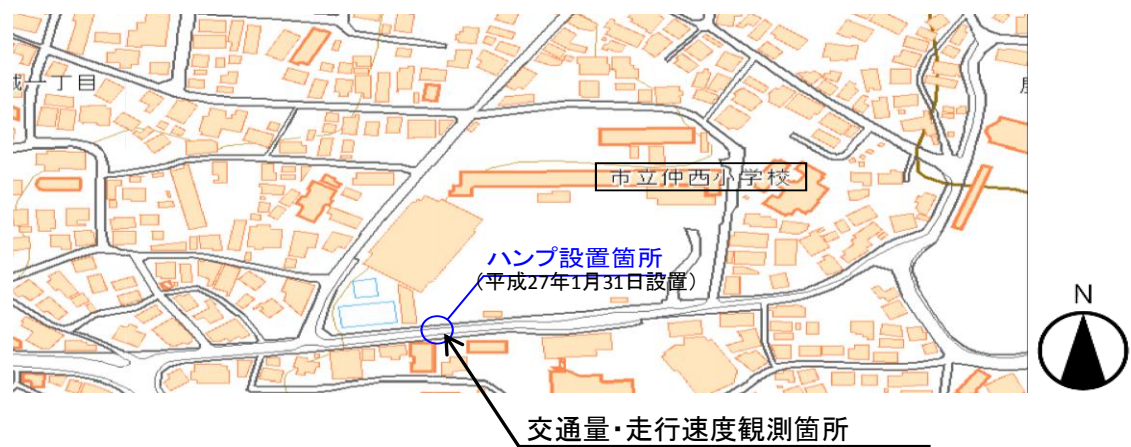 城一丁目
市立仲西小学校
ハンプ設置箇所
（平成27年1月31日設置）
N
交通量・走行速度観測箇所